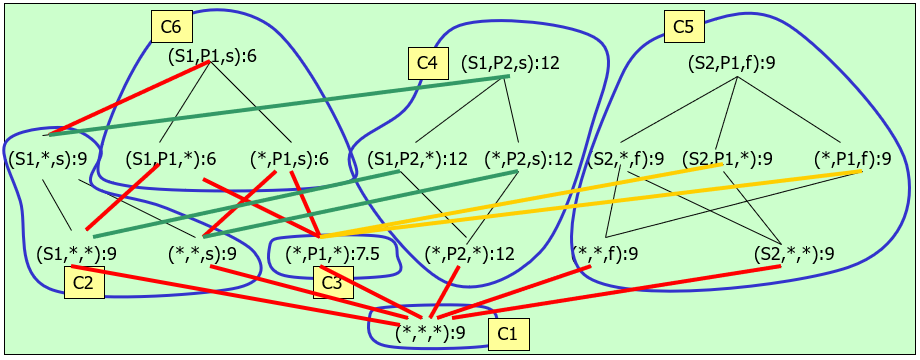 C6 C5
(S1,P1,s):6 C4 (S1,P2,s):12 (S2,P1,f):9
(S1,*,s):9 (S1,P1,*):6 (*,P1,s):6 (S1,P2,*):12 (*,P2,s):12 (S2,*,f):9 (S2,P1,*):9 (*,P1,f):9
(S1,*,*):9 (*,*,s):9 (*,P1,*):7.5 (*,P2,*):12 (*,*,f):9 (S2,*,*):9
C2 C3
(*,*,*):9 C1